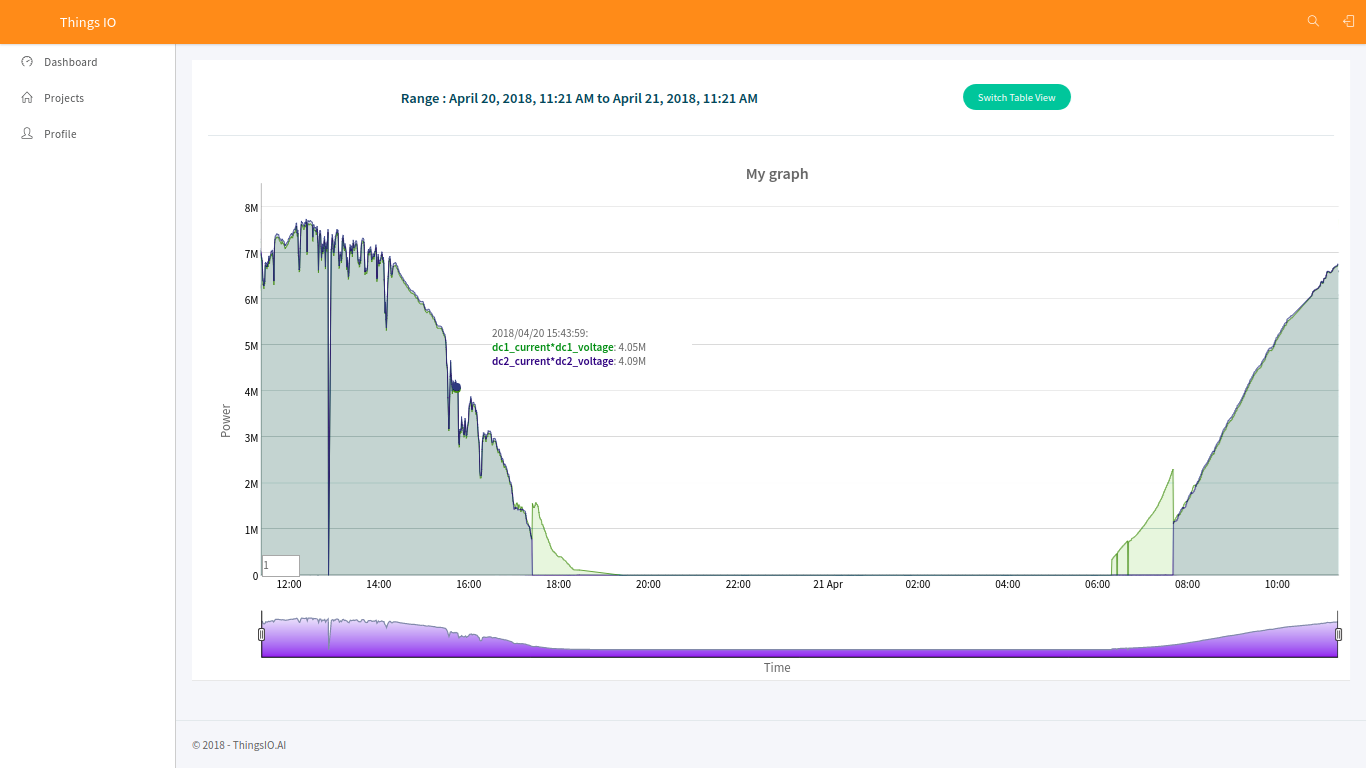 Things IO
Dashboard
Projects
Profile
Range : April 20, 2018, 11:21 AM to April 21, 2018, 11:21 AM
Switch Table View
My graph
8M
7M
6M
5M
4M
3M
2M
1M
0
Power
2018/04/20 15:43:59:
dc1_current*dc1_voltage: 4.05M
dc2_current*dc2_voltage: 4.09M
1
12:00 14:00 16:00 18:00 20:00 22:00 21 Apr 02:00 04:00 06:00 08:00 10:00
Time
© 2018 - ThingsIO.AI